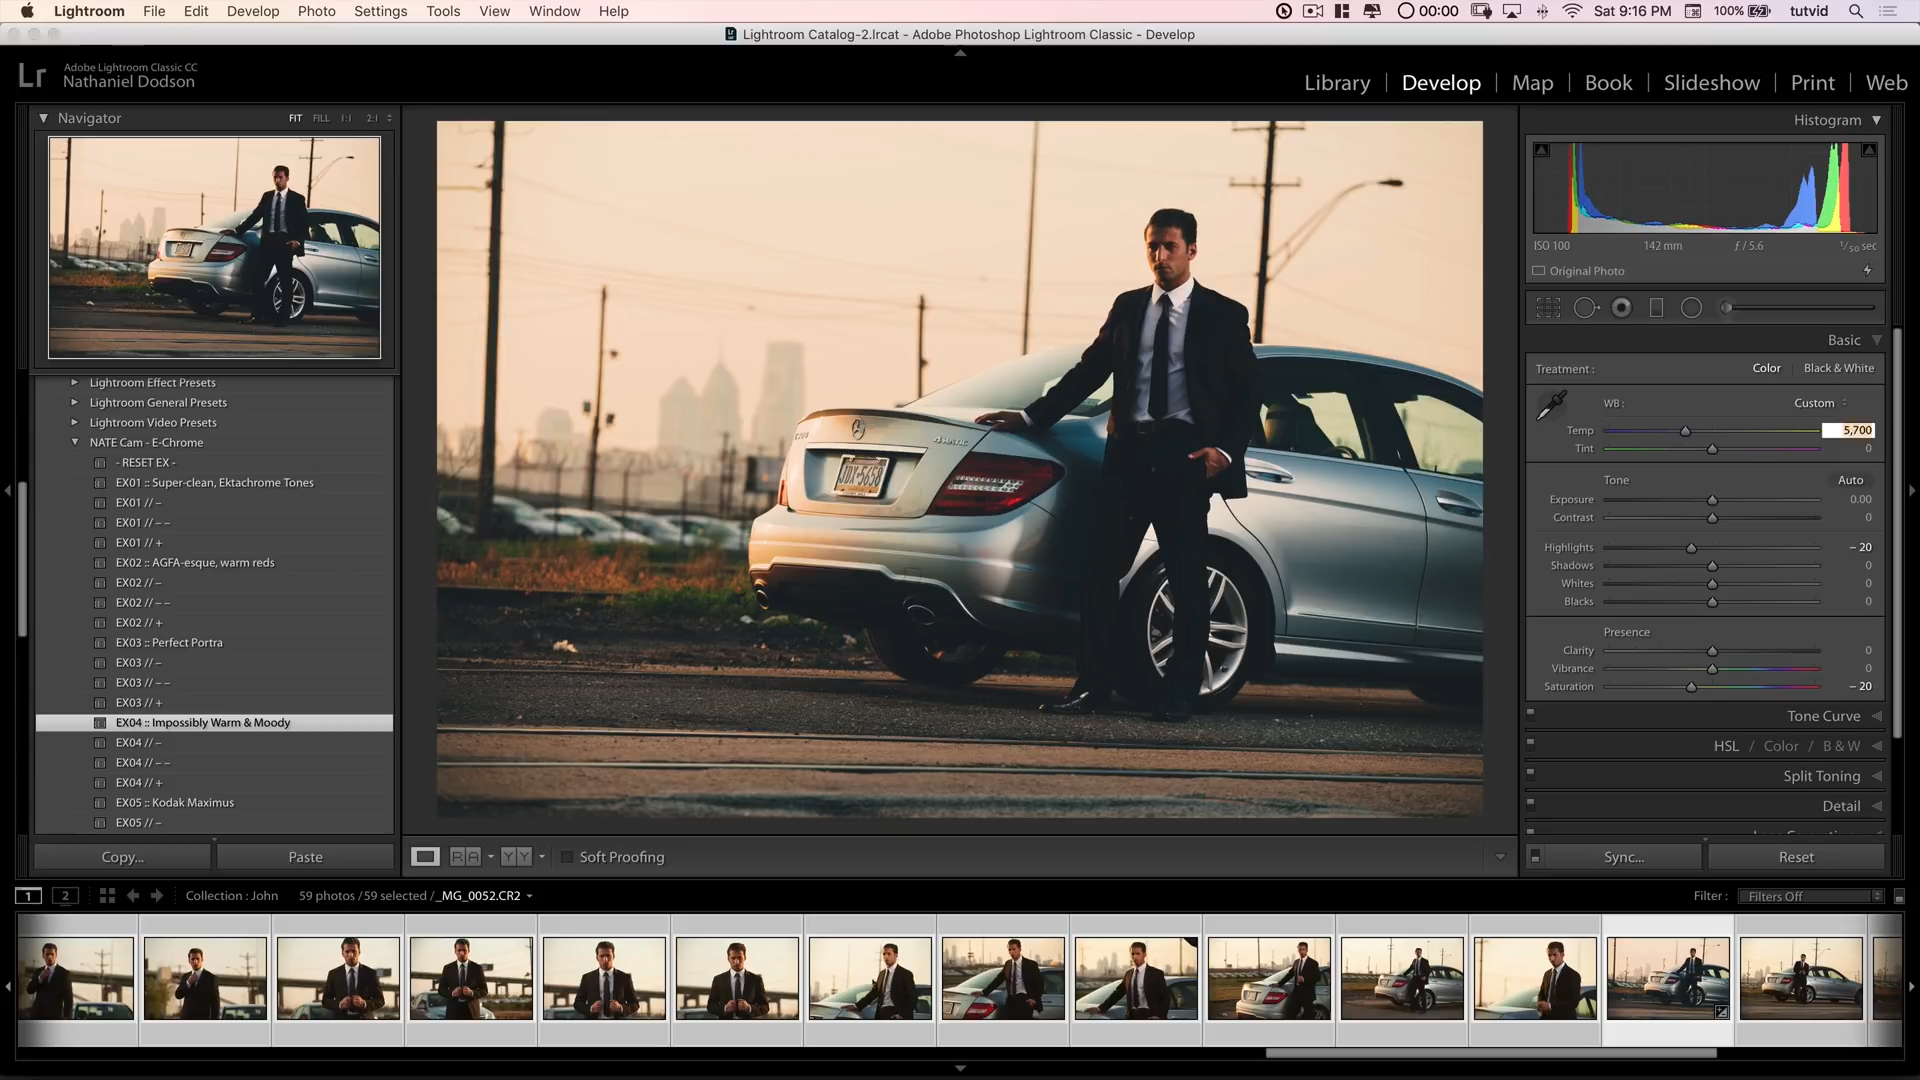 Lightroom File Edit Develop Photo Settings Tools View Window Help 00:00 Sat 9:16 PM 100% tutvid
Lightroom Catalog-2.lrcat - Adobe Photoshop Lightroom Classic - Develop
Lr Adobe Lightroom Classic CC
Nathaniel Dodson
Library | Develop | Map | Book | Slideshow | Print | Web
Navigator FIT FILL 1:1 2:1
Lightroom Effect Presets
Lightroom General Presets
Lightroom Video Presets
NATE Cam - E-Chrome
- RESET EX -
EX01 :: Super-clean, Ektachrome Tones
EX01 // –
EX01 // – –
EX01 // +
EX02 :: AGFA-esque, warm reds
EX02 // –
EX02 // – –
EX02 // +
EX03 :: Perfect Portra
EX03 // –
EX03 // – –
EX03 // +
EX04 :: Impossibly Warm & Moody
EX04 // –
EX04 // – –
EX04 // +
EX05 :: Kodak Maximus
EX05 // –
Copy... Paste
4MATIC
JDX-5658
Histogram
ISO 100 142 mm ƒ / 5.6 1/50 sec
Original Photo
Basic
Treatment : Color Black & White
WB : Custom
Temp 5,700
Tint 0
Tone Auto
Exposure 0.00
Contrast 0
Highlights – 20
Shadows 0
Whites 0
Blacks 0
Presence
Clarity 0
Vibrance 0
Saturation – 20
Tone Curve
HSL / Color / B & W
Split Toning
Detail
Sync... Reset
R A Y Y Soft Proofing
1 2 Collection : John 59 photos / 59 selected / _MG_0052.CR2 Filter : Filters Off